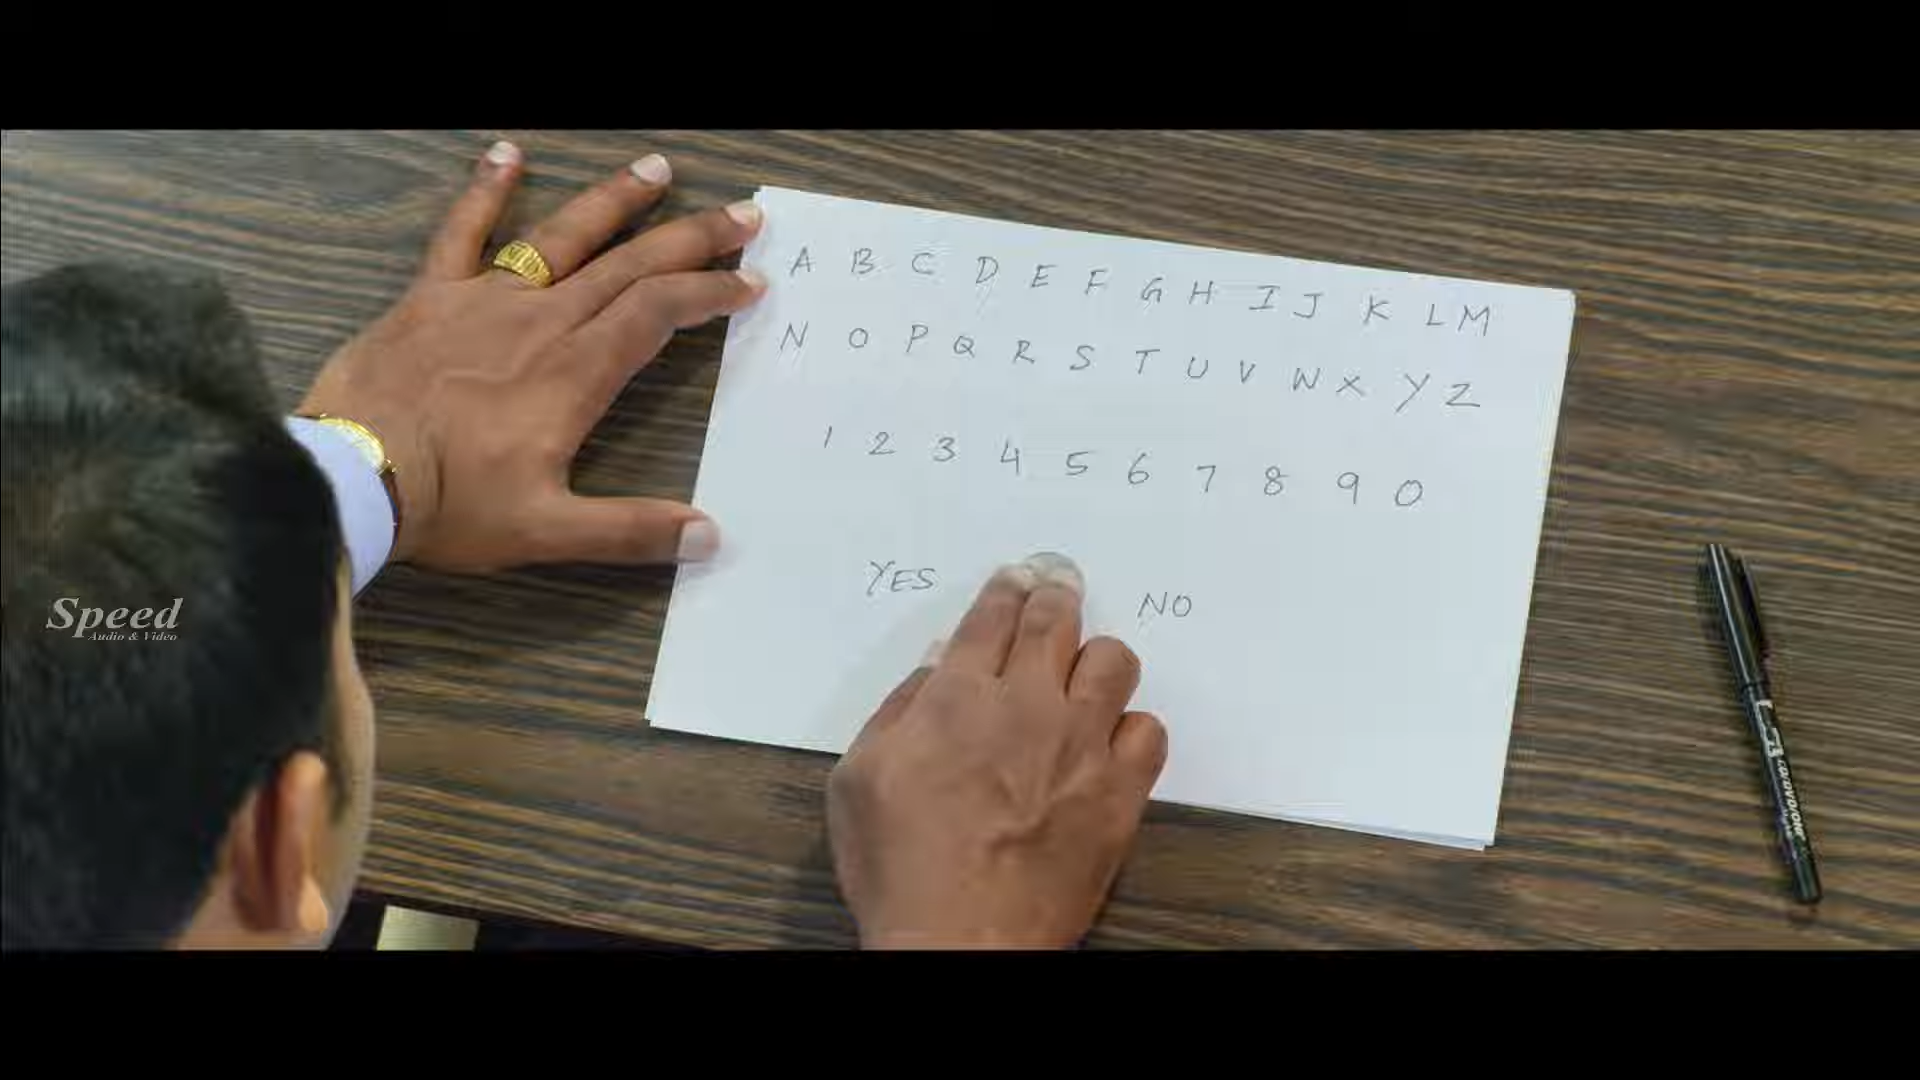 A B C D E F G H I J K L M
N O P Q R S T U V W X Y Z
1 2 3 4 5 6 7 8 9 0
YES NO
Speed
Audio & Video